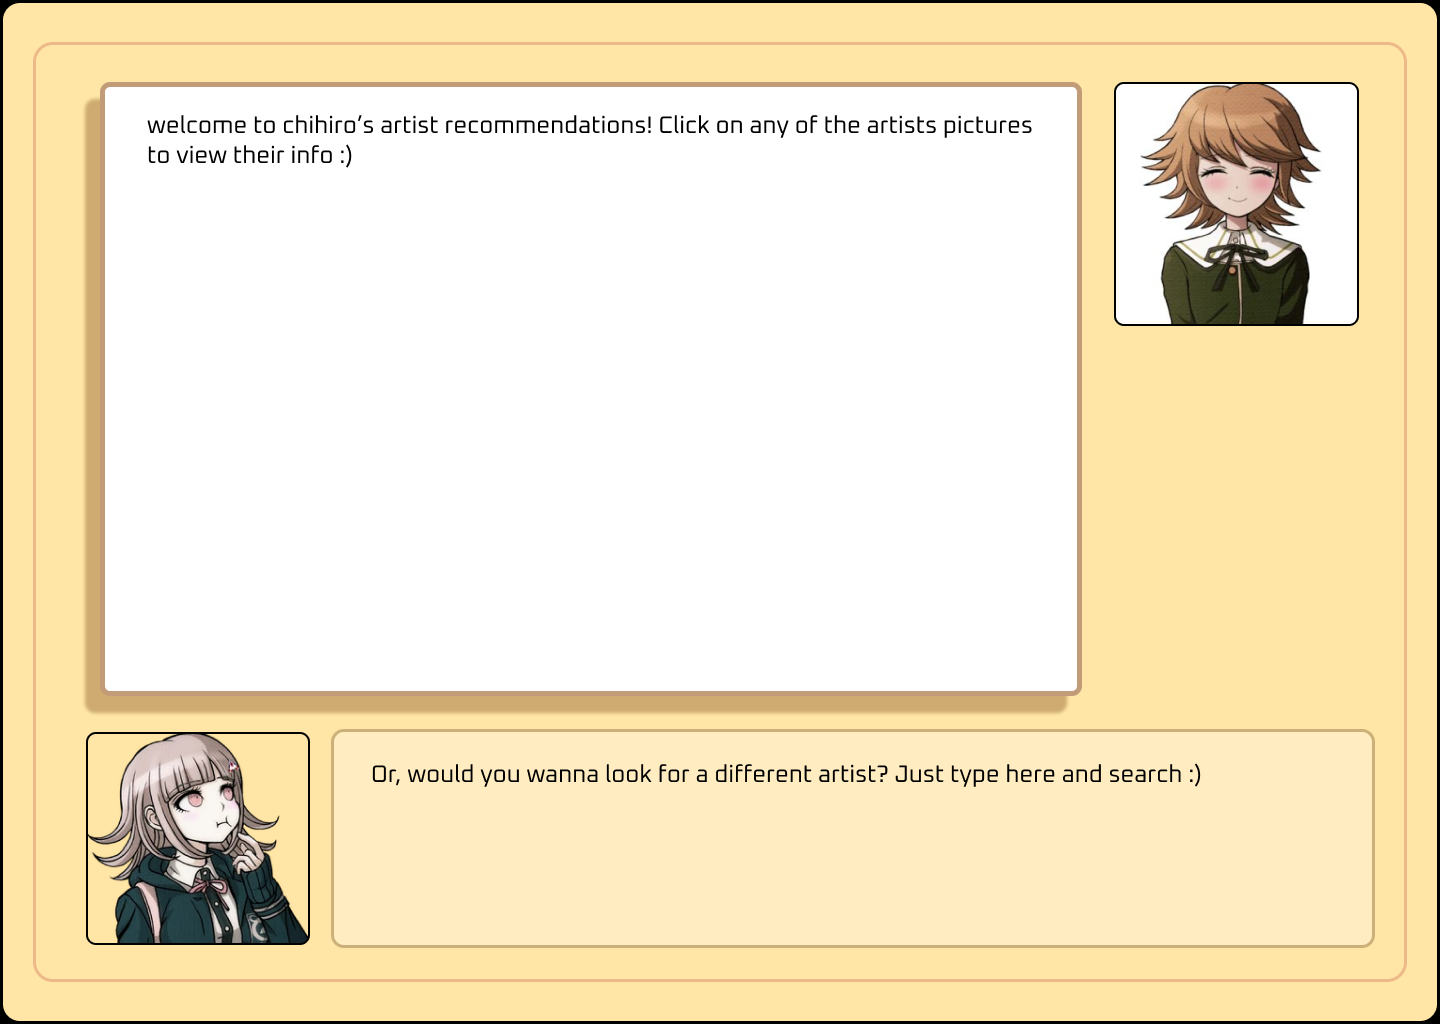 welcome to chihiro’s artist recommendations! Click on any of the artists pictures
to view their info :)
Or, would you wanna look for a different artist? Just type here and search :)